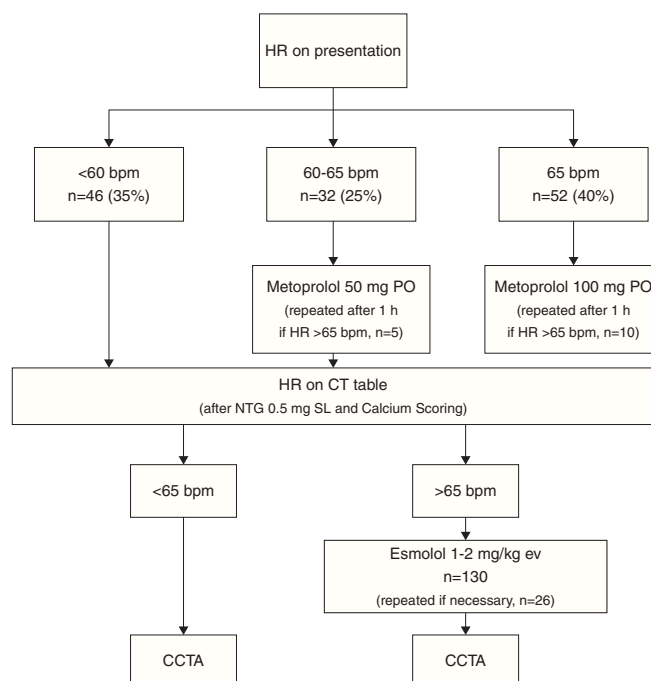 HR on presentation
<60 bpm
n=46 (35%)
60-65 bpm
n=32 (25%)
65 bpm
n=52 (40%)
Metoprolol 50 mg PO
(repeated after 1 h
if HR >65 bpm, n=5)
Metoprolol 100 mg PO
(repeated after 1 h
if HR >65 bpm, n=10)
HR on CT table
(after NTG 0.5 mg SL and Calcium Scoring)
<65 bpm
>65 bpm
Esmolol 1-2 mg/kg ev
n=130
(repeated if necessary, n=26)
CCTA
CCTA